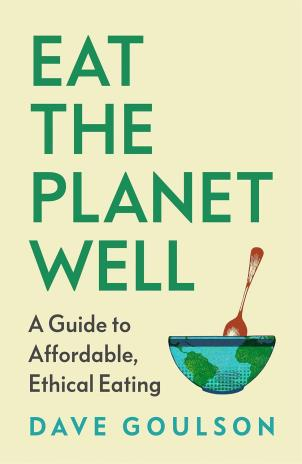 EAT
THE
PLANET
WELL
A Guide to
Affordable,
Ethical Eating
DAVE GOULSON